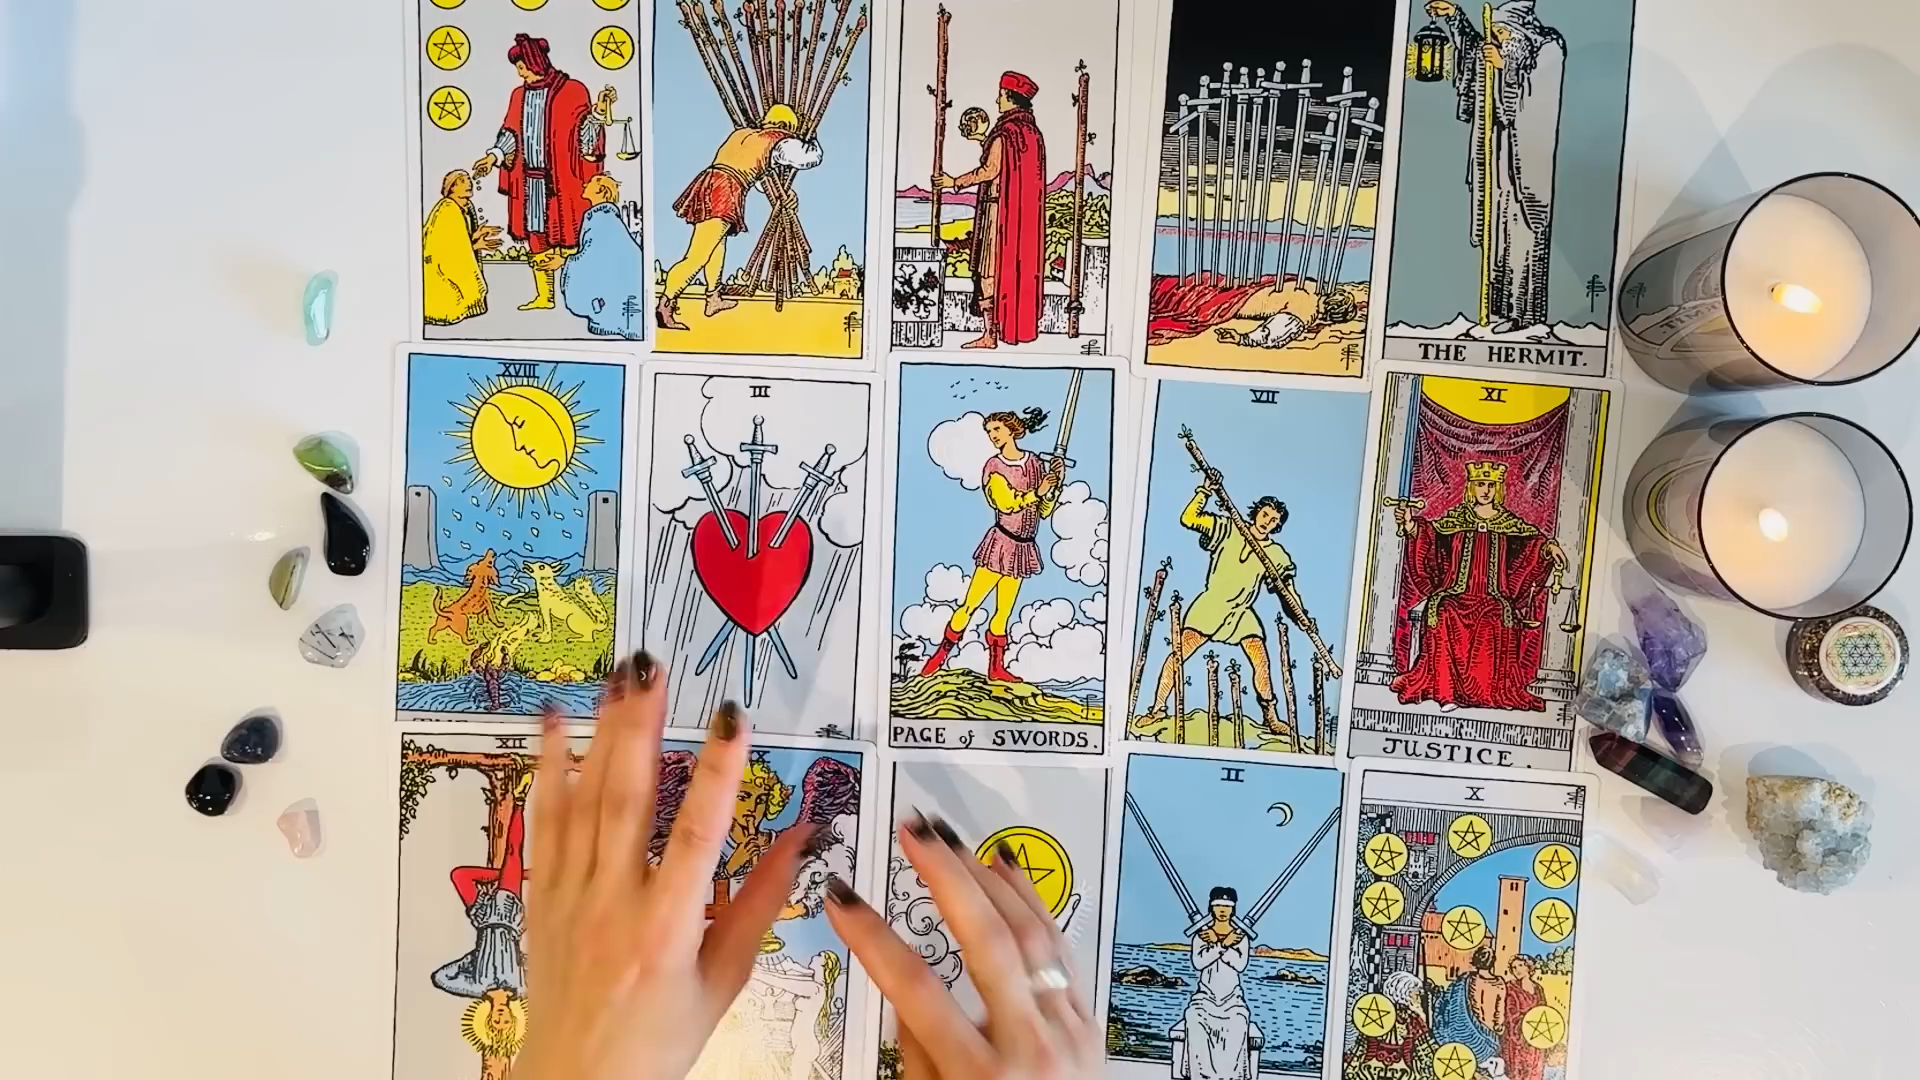 THE HERMIT.
XVIII
III
VII
XI
PAGE of SWORDS.
JUSTICE.
XII
X
II
X